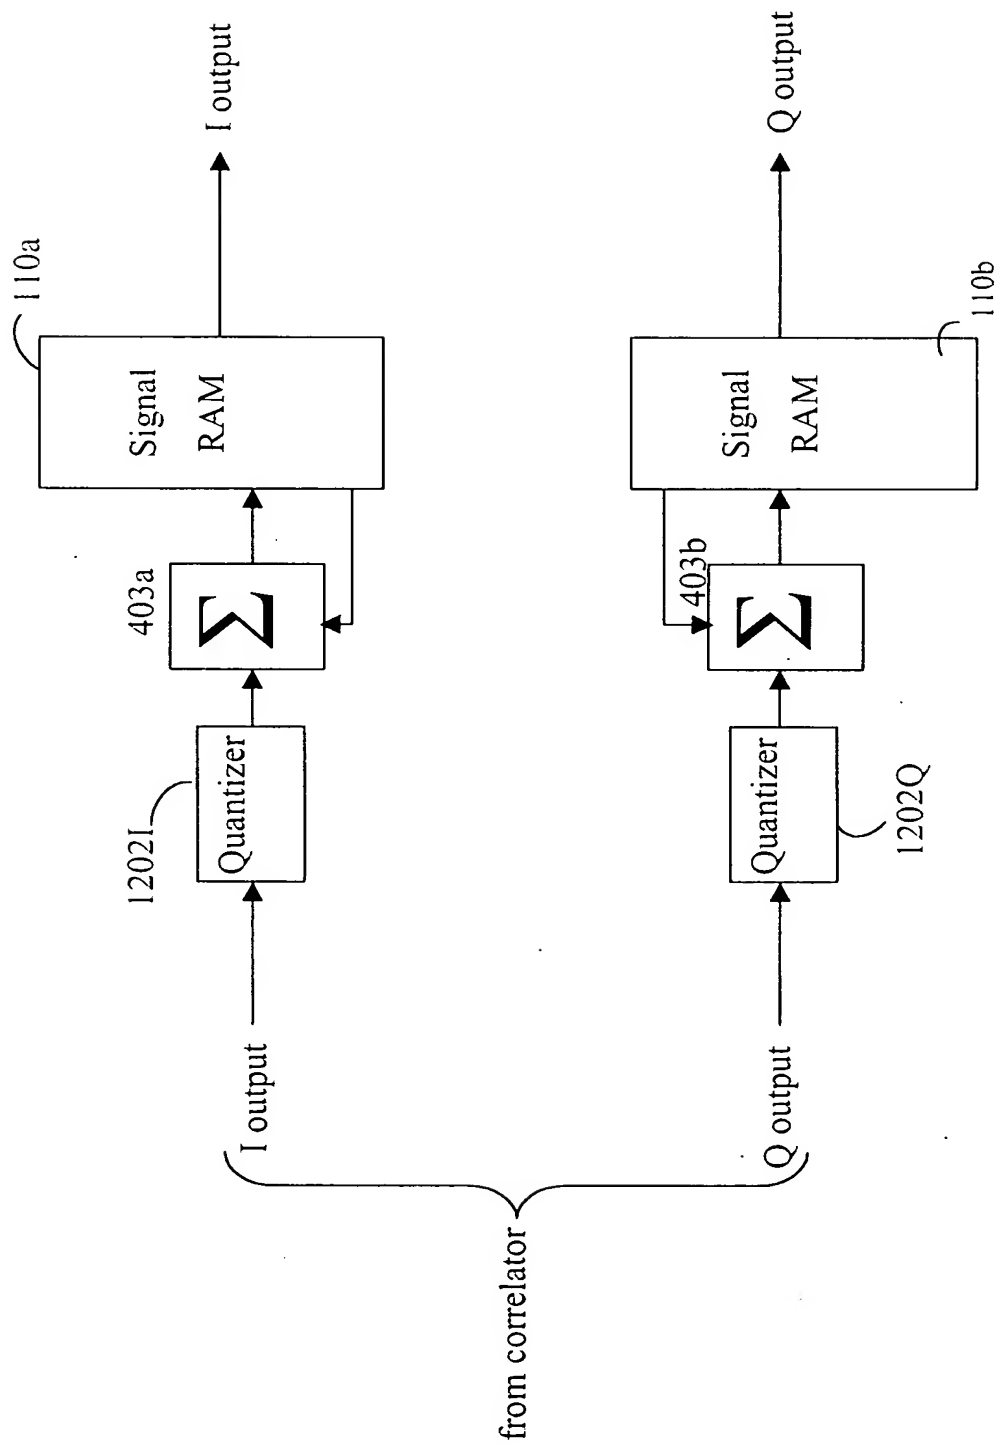 from correlator
I output
1202I
Quantizer
403a
Σ
110a
Signal
RAM
I output
Q output
1202Q
Quantizer
403b
Σ
110b
Signal
RAM
Q output